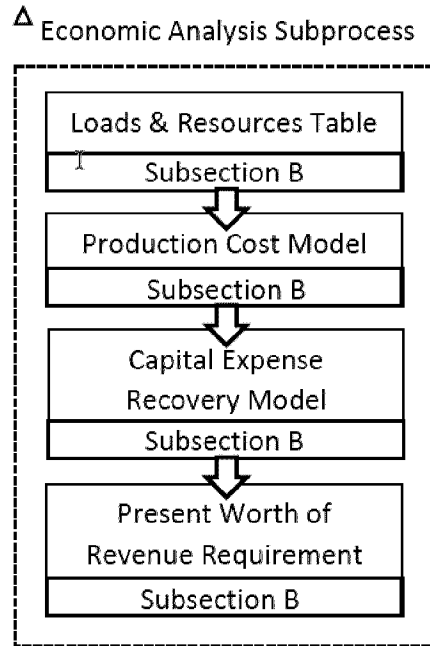 Δ Economic Analysis Subprocess
Loads & Resources Table
Subsection B
Production Cost Model
Subsection B
Capital Expense
Recovery Model
Subsection B
Present Worth of
Revenue Requirement
Subsection B